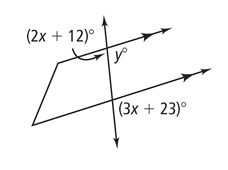 (2x + 12)°
y°
(3x + 23)°